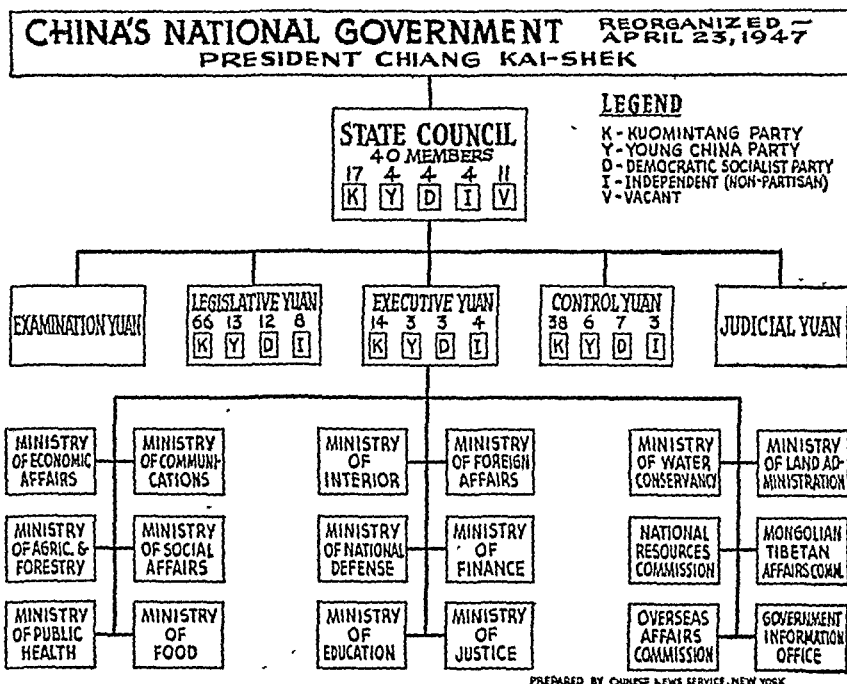 CHINA'S NATIONAL GOVERNMENT
REORGANIZED –
APRIL 23, 1947
PRESIDENT CHIANG KAI-SHEK
STATE COUNCIL
40 MEMBERS
17 4 4 4 11
K Y D I V
LEGEND
K - KUOMINTANG PARTY
Y - YOUNG CHINA PARTY
D - DEMOCRATIC SOCIALIST PARTY
I - INDEPENDENT (NON-PARTISAN)
V - VACANT
EXAMINATION YUAN
LEGISLATIVE YUAN
66 13 12 8
K Y D I
EXECUTIVE YUAN
14 3 3 4
K Y D I
CONTROL YUAN
38 6 7 3
K Y D I
JUDICIAL YUAN
MINISTRY
OF ECONOMIC
AFFAIRS
MINISTRY
OF COMMUNI-
CATIONS
MINISTRY
OF
INTERIOR
MINISTRY
OF FOREIGN
AFFAIRS
MINISTRY
OF WATER
CONSERVANCY
MINISTRY
OF LAND AD-
MINISTRATION
MINISTRY
OF AGRIC. &
FORESTRY
MINISTRY
OF SOCIAL
AFFAIRS
MINISTRY
OF NATIONAL
DEFENSE
MINISTRY
OF
FINANCE
NATIONAL
RESOURCES
COMMISSION
MONGOLIAN
TIBETAN
AFFAIRS COMM.
MINISTRY
OF PUBLIC
HEALTH
MINISTRY
OF
FOOD
MINISTRY
OF
EDUCATION
MINISTRY
OF
JUSTICE
OVERSEAS
AFFAIRS
COMMISSION
GOVERNMENT
INFORMATION
OFFICE
PREPARED BY CHINESE NEWS SERVICE, NEW YORK